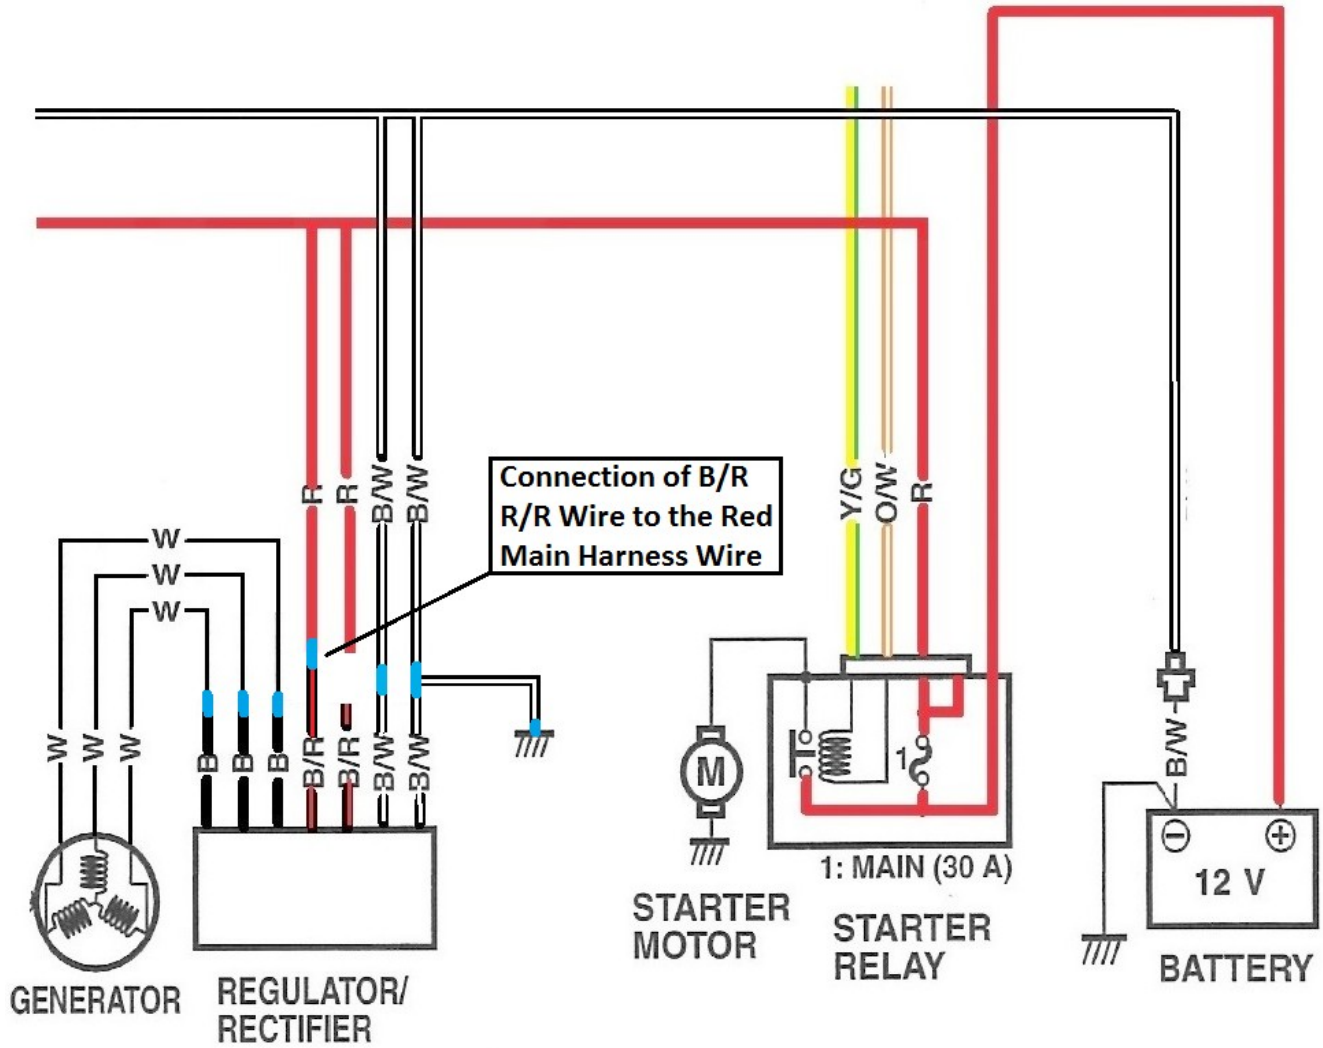 Connection of B/R
R/R Wire to the Red
Main Harness Wire
R
R
B/W
B/W
Y/G
O/W
R
W
W
W
W
W
W
B
B
B
B/R
B/R
B/W
B/W
B/W
M
1
1: MAIN (30 A)
12 V
GENERATOR
REGULATOR/
RECTIFIER
STARTER
MOTOR
STARTER
RELAY
BATTERY